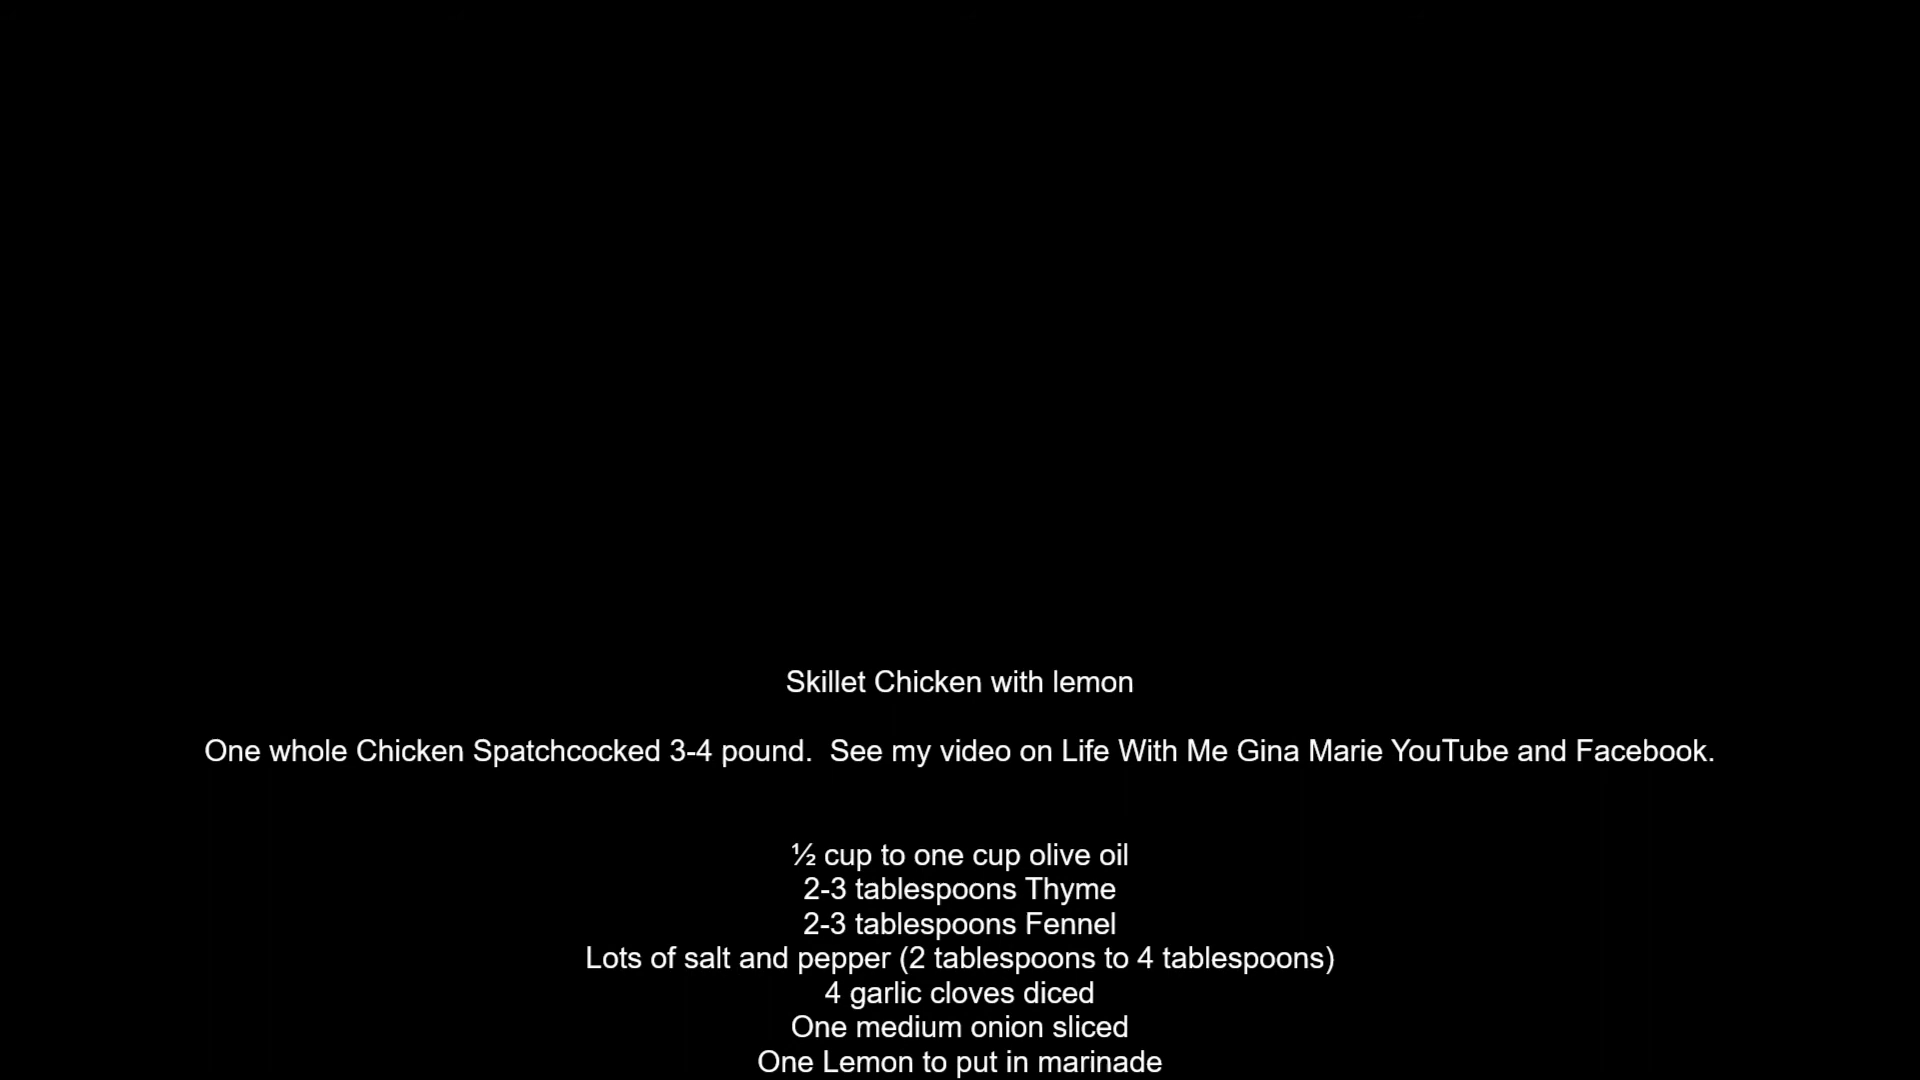 Skillet Chicken with lemon
One whole Chicken Spatchcocked 3-4 pound.  See my video on Life With Me Gina Marie YouTube and Facebook.
½ cup to one cup olive oil
2-3 tablespoons Thyme
2-3 tablespoons Fennel
Lots of salt and pepper (2 tablespoons to 4 tablespoons)
4 garlic cloves diced
One medium onion sliced
One Lemon to put in marinade